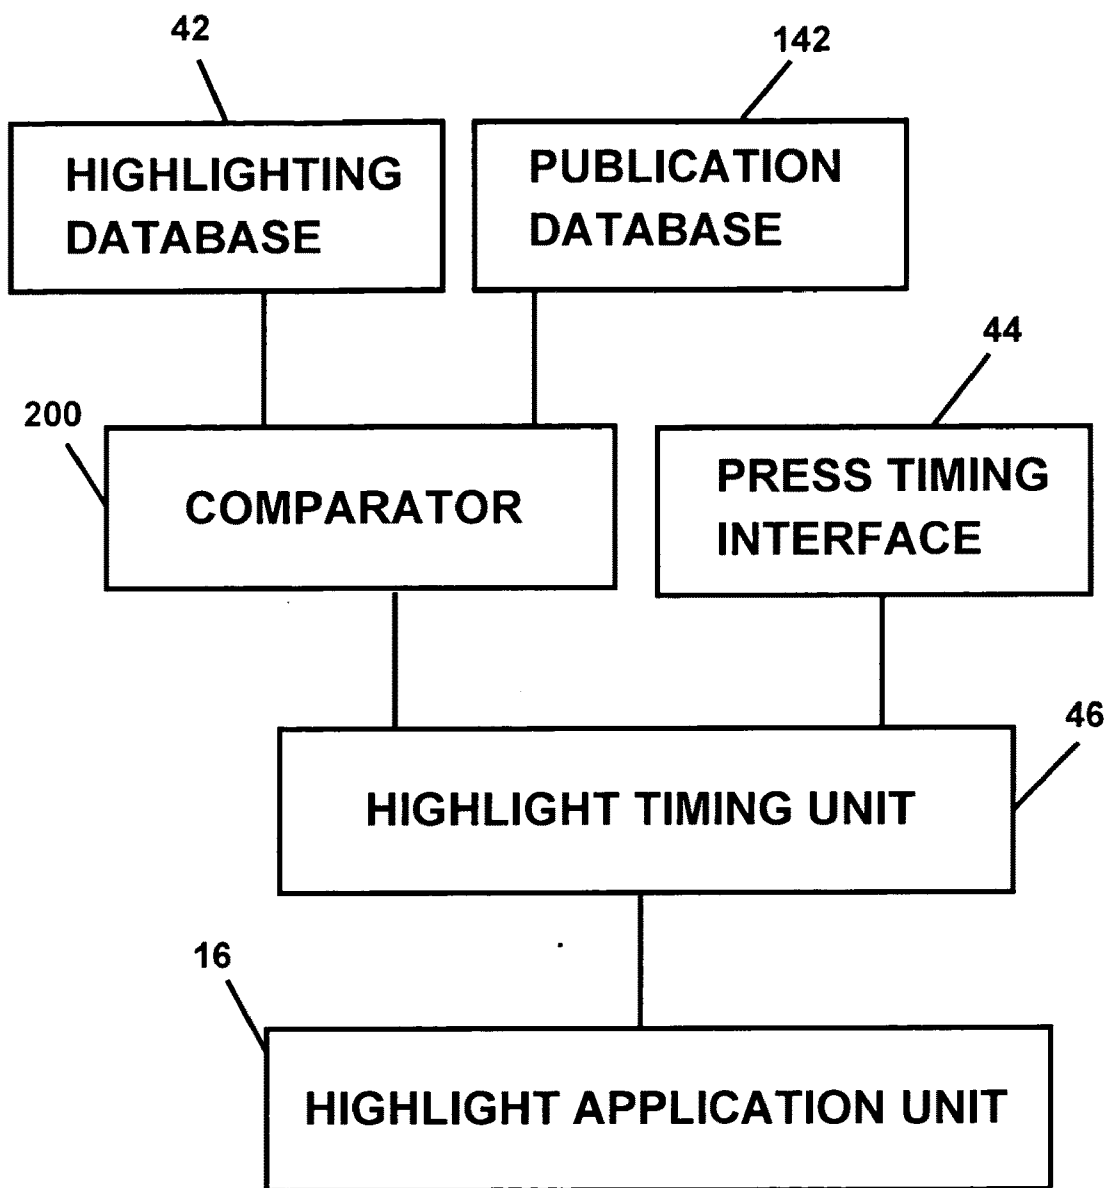 42
142
HIGHLIGHTING
DATABASE
PUBLICATION
DATABASE
44
200
COMPARATOR
PRESS TIMING
INTERFACE
46
HIGHLIGHT TIMING UNIT
16
HIGHLIGHT APPLICATION UNIT